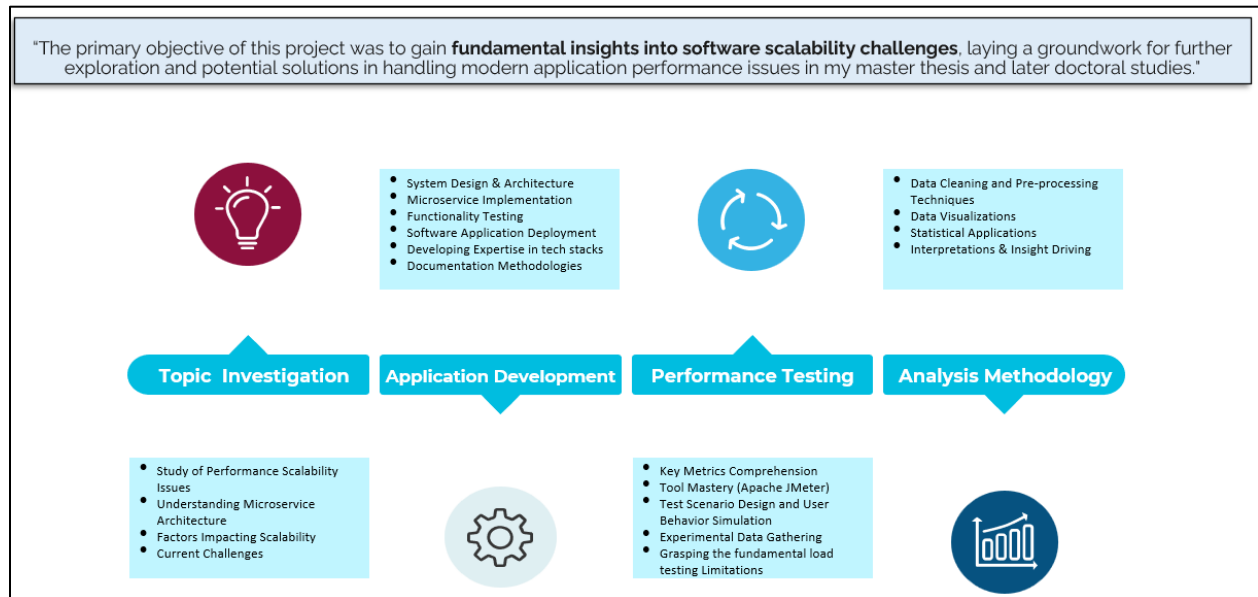 “The primary objective of this project was to gain fundamental insights into software scalability challenges, laying a groundwork for further
exploration and potential solutions in handling modern application performance issues in my master thesis and later doctoral studies."
• System Design & Architecture
• Microservice Implementation
• Functionality Testing
• Software Application Deployment
• Developing Expertise in tech stacks
• Documentation Methodologies
• Data Cleaning and Pre-processing
Techniques
• Data Visualizations
• Statistical Applications
• Interpretations & Insight Driving
Topic Investigation
Application Development
Performance Testing
Analysis Methodology
• Study of Performance Scalability
Issues
• Understanding Microservice
Architecture
• Factors Impacting Scalability
• Current Challenges
• Key Metrics Comprehension
• Tool Mastery (Apache JMeter)
• Test Scenario Design and User
Behavior Simulation
• Experimental Data Gathering
• Grasping the fundamental load
testing Limitations